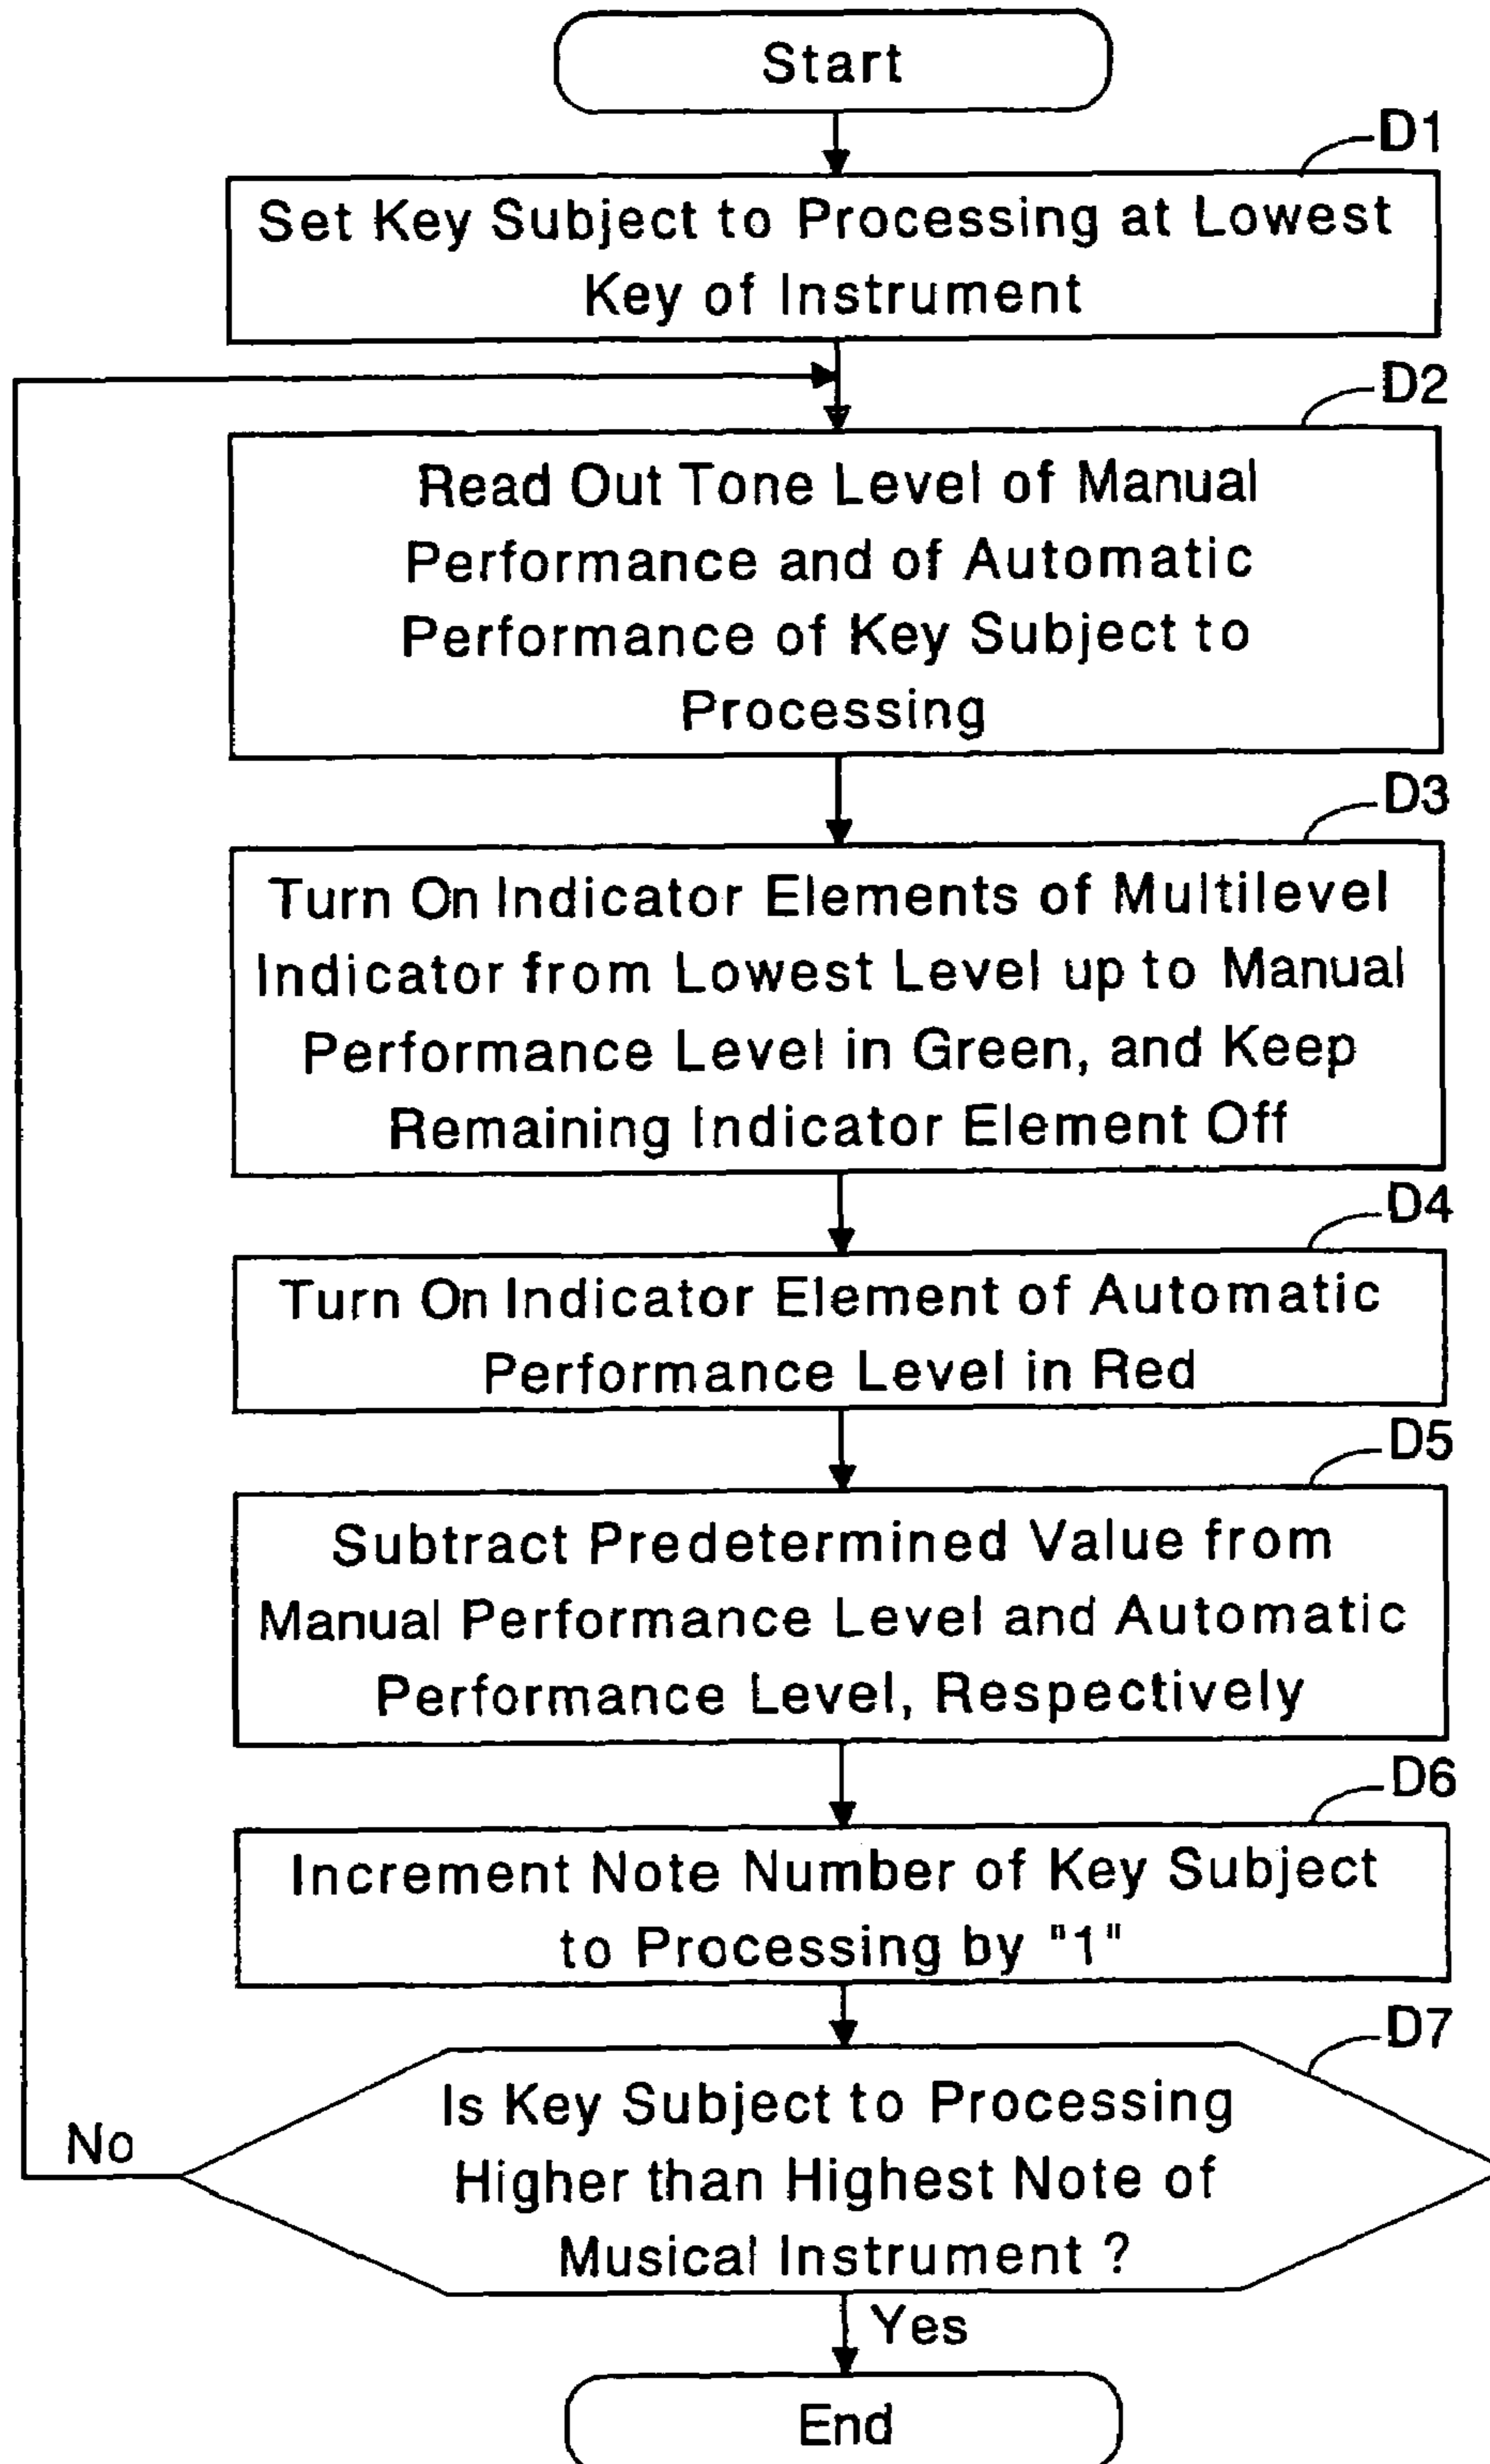 Start
D1
Set Key Subject to Processing at Lowest
Key of Instrument
D2
Read Out Tone Level of Manual
Performance and of Automatic
Performance of Key Subject to
Processing
D3
Turn On Indicator Elements of Multilevel
Indicator from Lowest Level up to Manual
Performance Level in Green, and Keep
Remaining Indicator Element Off
D4
Turn On Indicator Element of Automatic
Performance Level in Red
D5
Subtract Predetermined Value from
Manual Performance Level and Automatic
Performance Level, Respectively
D6
Increment Note Number of Key Subject
to Processing by "1"
D7
Is Key Subject to Processing
Higher than Highest Note of
Musical Instrument ?
No
Yes
End